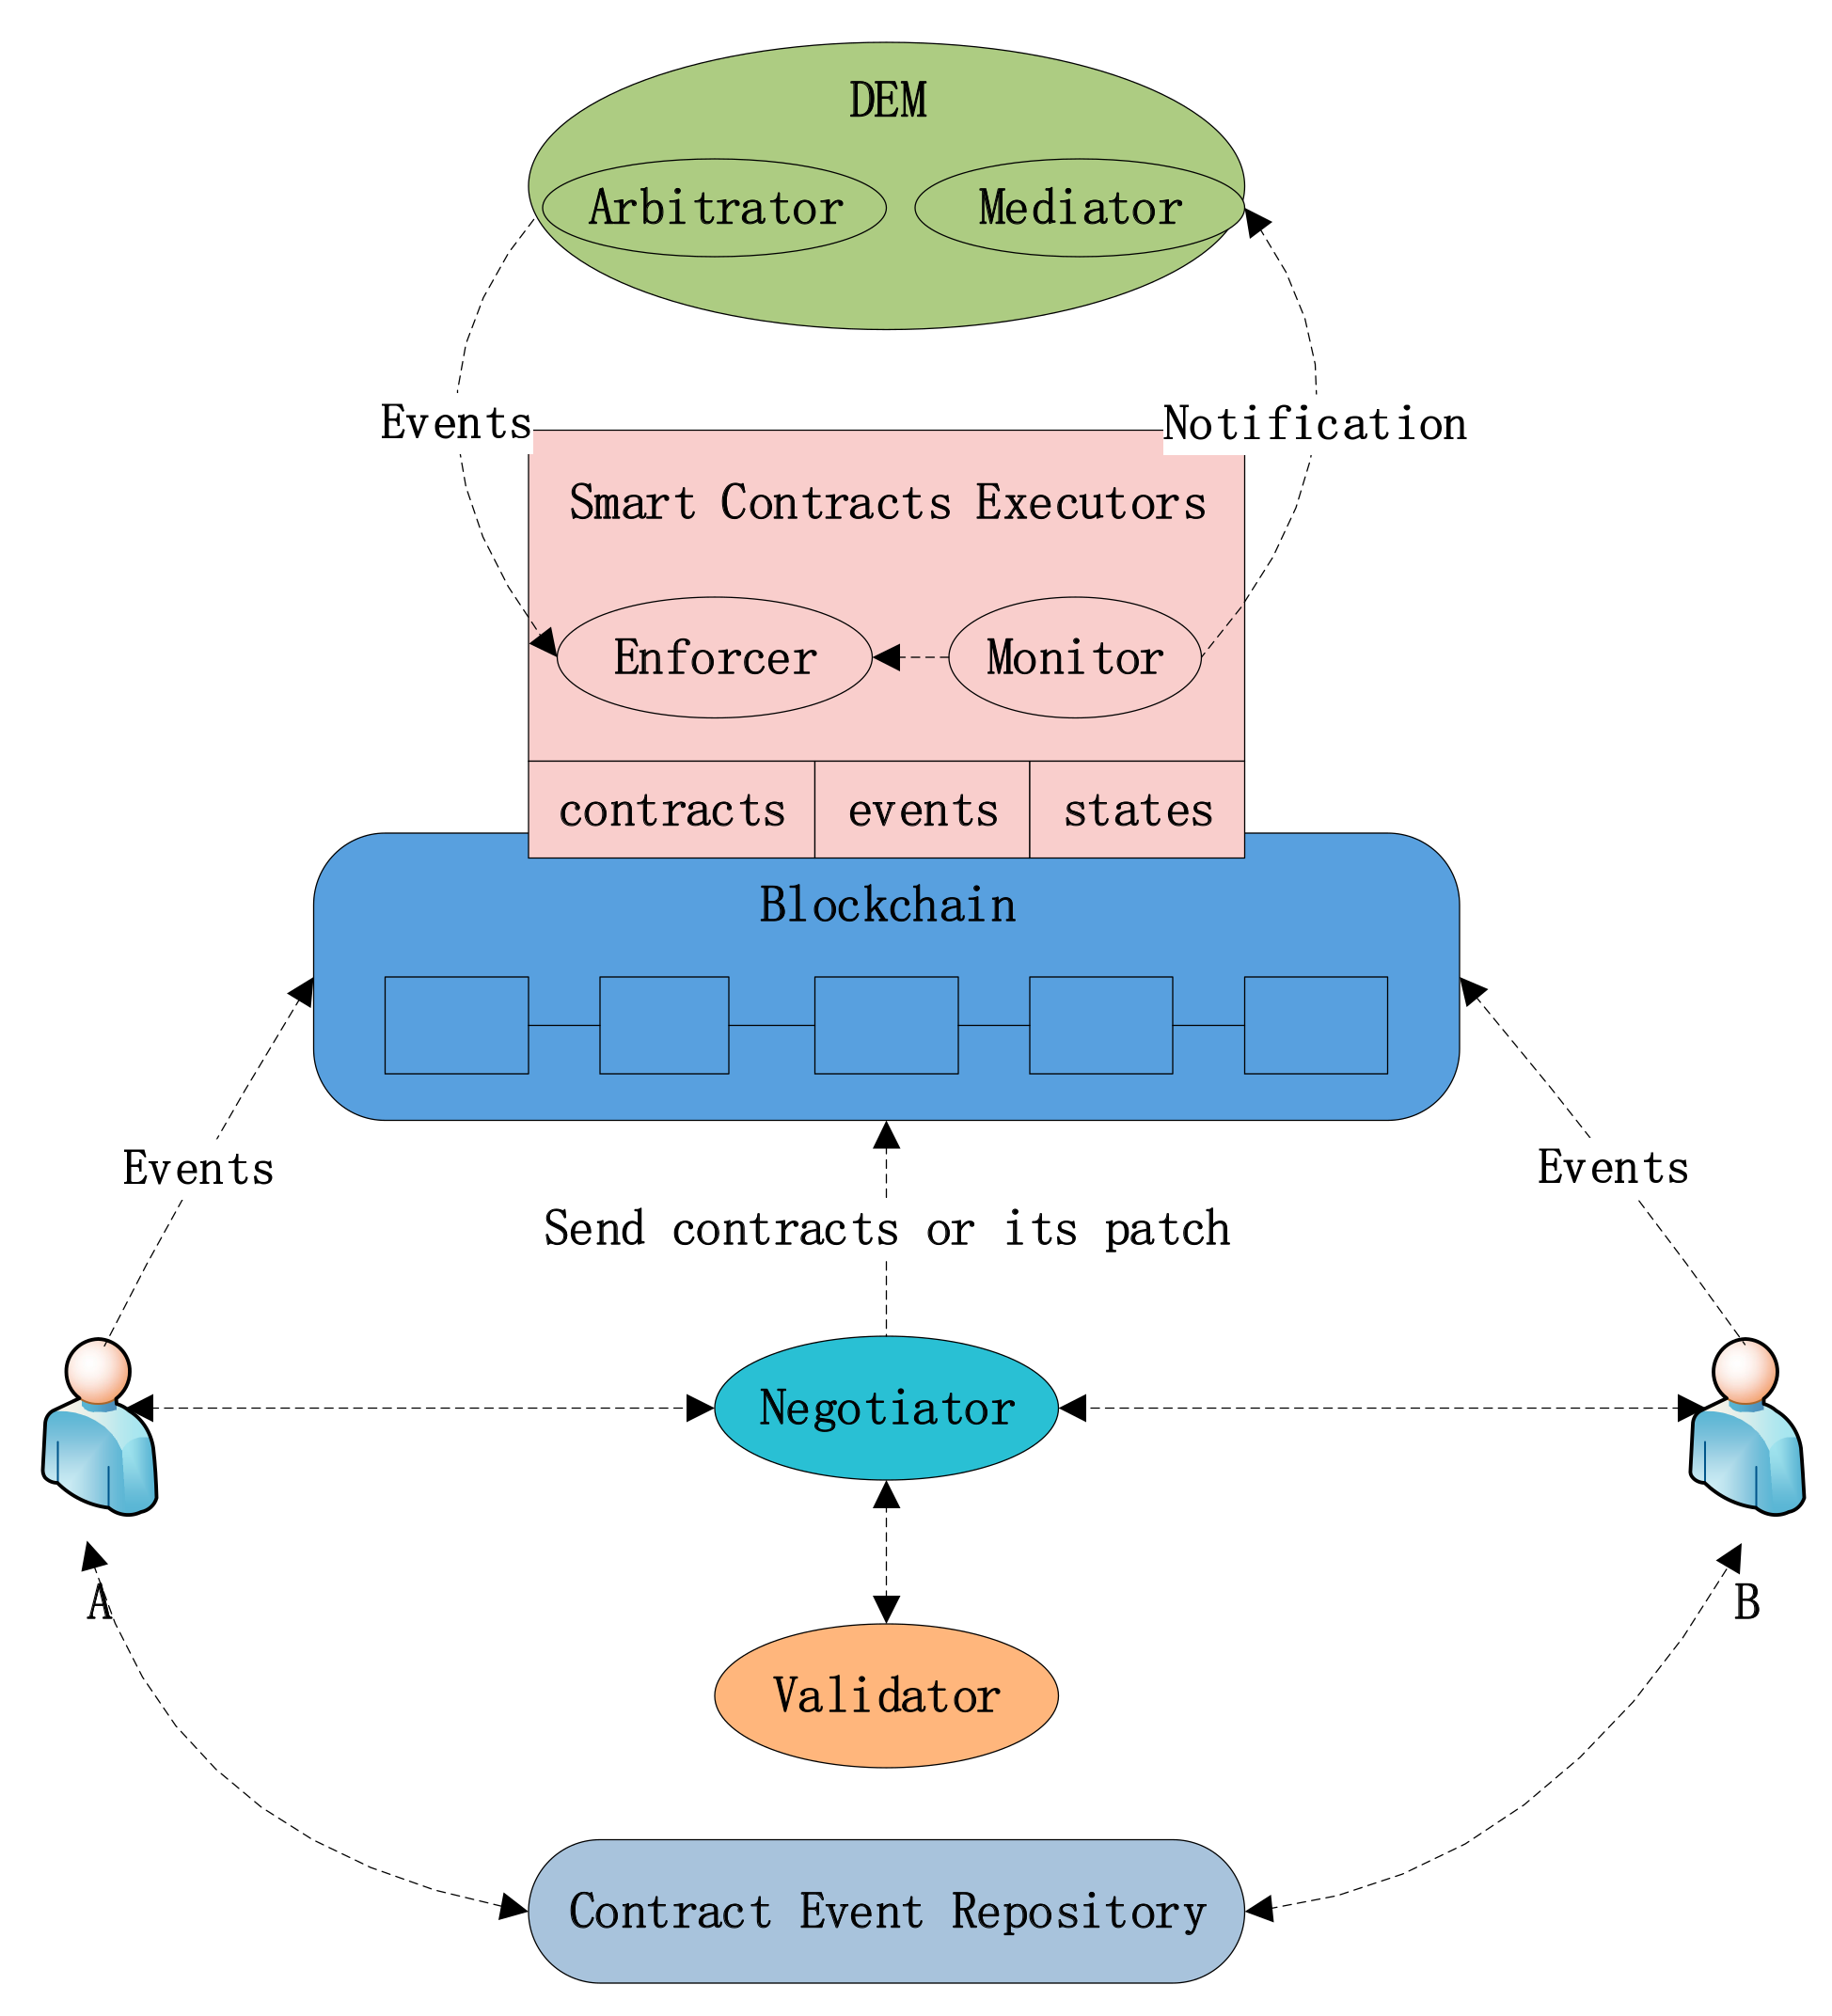 DEM
Arbitrator
Mediator
Events
Notification
Smart Contracts Executors
Enforcer
Monitor
contracts
events
states
Blockchain
Events
Events
Send contracts or its patch
Negotiator
A
B
Validator
Contract Event Repository